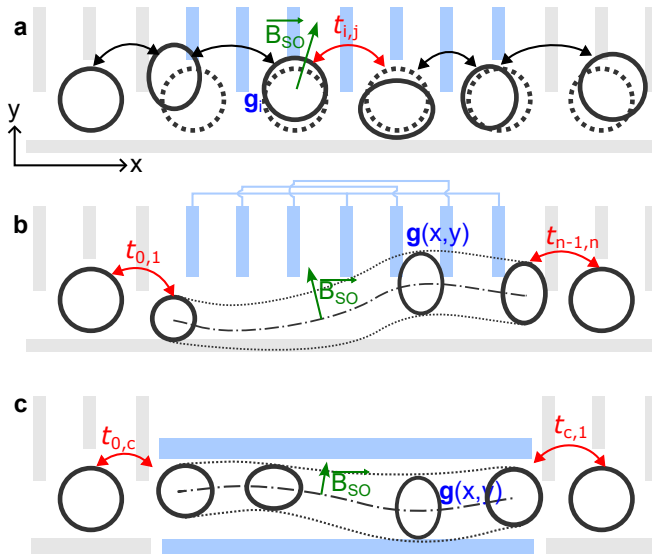 a
B_SO
t_i,j
g_i
y
x
b
t_0,1
g(x,y)
t_n-1,n
B_SO
c
t_0,c
t_c,1
B_SO
g(x,y)